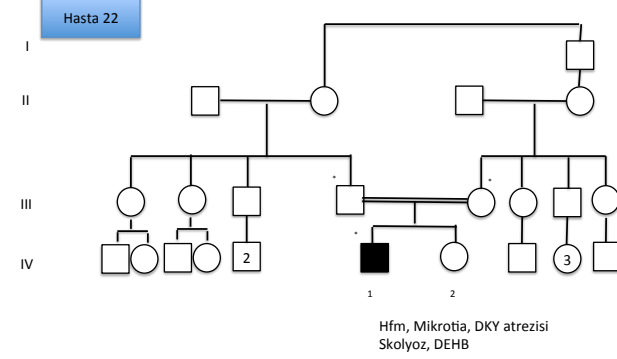 Hasta 22
I
II
III
*
*
IV
*
2
3
1
2
Hfm, Mikrotia, DKY atrezisi
Skolyoz, DEHB